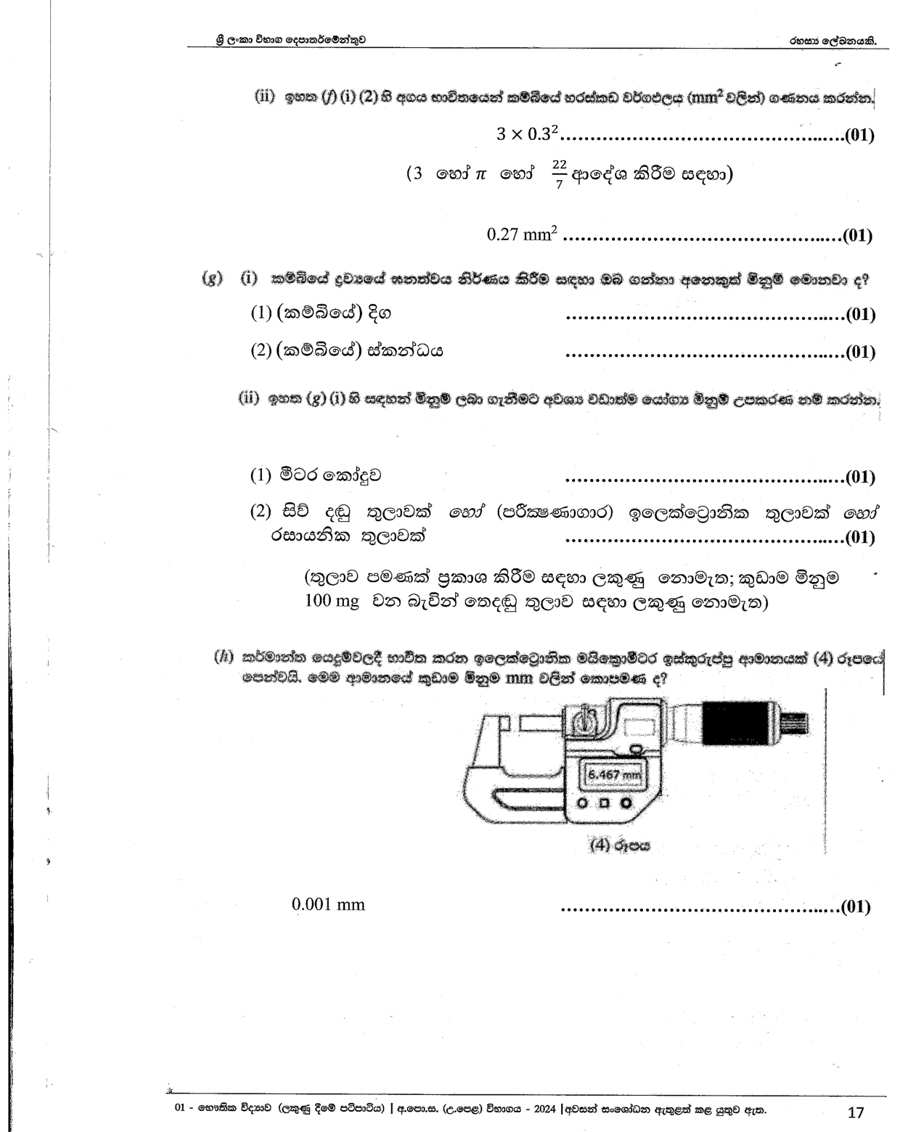 ශ්‍රී ලංකා විභාග දෙපාර්තමේන්තුව රහස්‍ය ලේඛනයකි.
(ii) ඉහත (f) (i) (2) හි අගය භාවිතයෙන් කම්බියේ හරස්කඩ වර්ගඵලය (mm² වලින්) ගණනය කරන්න.
3 × 0.3².................................................(01)
(3 හෝ π හෝ 22/7 ආදේශ කිරීම සඳහා)
0.27 mm² .................................................(01)
(g) (i) කම්බියේ ද්‍රව්‍යයේ ඝනත්වය නිර්ණය කිරීම සඳහා ඔබ ගන්නා අනෙකුත් මිනුම් මොනවා ද?
(1) (කම්බියේ) දිග .................................................(01)
(2) (කම්බියේ) ස්කන්ධය .................................................(01)
(ii) ඉහත (g) (i) හි සඳහන් මිනුම් ලබා ගැනීමට අවශ්‍ය වඩාත්ම යෝග්‍ය මිනුම් උපකරණ නම් කරන්න.
(1) මීටර කෝදුව .................................................(01)
(2) සිව් දඬු තුලාවක් හෝ (පරීක්ෂණාගාර) ඉලෙක්ට්‍රොනික තුලාවක් හෝ
රසායනික තුලාවක් .................................................(01)
(තුලාව පමණක් ප්‍රකාශ කිරීම සඳහා ලකුණු නොමැත; කුඩාම මිනුම
100 mg වන බැවින් තෙදඬු තුලාව සඳහා ලකුණු නොමැත)
(h) කර්මාන්ත යෙදුම්වලදී භාවිත කරන ඉලෙක්ට්‍රොනික මයික්‍රොමීටර ඉස්කුරුප්පු ආමානයක් (4) රූපයේ
පෙන්වයි. මෙම ආමානයේ කුඩාම මිනුම mm වලින් කොපමණ ද?
6.467 mm
(4) රූපය
0.001 mm .................................................(01)
01 - භෞතික විද්‍යාව (ලකුණු දීමේ පටිපාටිය) | අ.පො.ස. (උ.පෙළ) විභාගය - 2024 | අවසන් සංශෝධන ඇතුළත් කළ යුතුව ඇත. 17